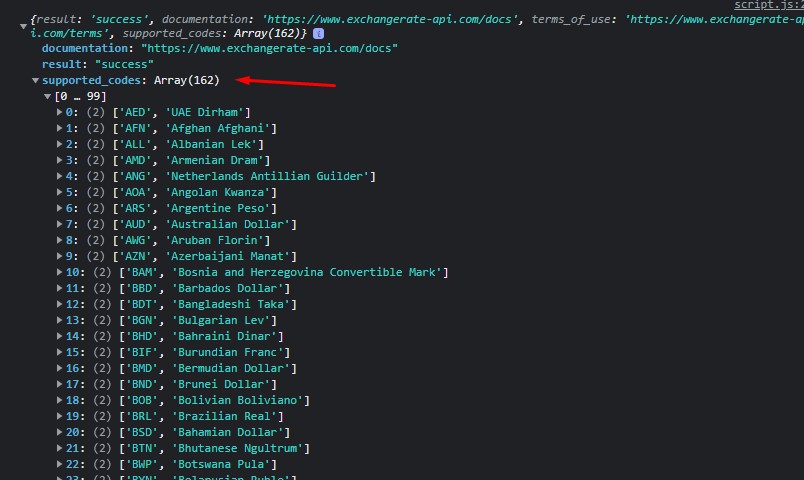 script.js:2
{result: 'success', documentation: 'https://www.exchangerate-api.com/docs', terms_of_use: 'https://www.exchangerate-ap
i.com/terms', supported_codes: Array(162)} i
documentation: "https://www.exchangerate-api.com/docs"
result: "success"
supported_codes: Array(162)
[0 … 99]
0: (2) ['AED', 'UAE Dirham']
1: (2) ['AFN', 'Afghan Afghani']
2: (2) ['ALL', 'Albanian Lek']
3: (2) ['AMD', 'Armenian Dram']
4: (2) ['ANG', 'Netherlands Antillian Guilder']
5: (2) ['AOA', 'Angolan Kwanza']
6: (2) ['ARS', 'Argentine Peso']
7: (2) ['AUD', 'Australian Dollar']
8: (2) ['AWG', 'Aruban Florin']
9: (2) ['AZN', 'Azerbaijani Manat']
10: (2) ['BAM', 'Bosnia and Herzegovina Convertible Mark']
11: (2) ['BBD', 'Barbados Dollar']
12: (2) ['BDT', 'Bangladeshi Taka']
13: (2) ['BGN', 'Bulgarian Lev']
14: (2) ['BHD', 'Bahraini Dinar']
15: (2) ['BIF', 'Burundian Franc']
16: (2) ['BMD', 'Bermudian Dollar']
17: (2) ['BND', 'Brunei Dollar']
18: (2) ['BOB', 'Bolivian Boliviano']
19: (2) ['BRL', 'Brazilian Real']
20: (2) ['BSD', 'Bahamian Dollar']
21: (2) ['BTN', 'Bhutanese Ngultrum']
22: (2) ['BWP', 'Botswana Pula']
23: (2) ['BYN', 'Belarusian Ruble']